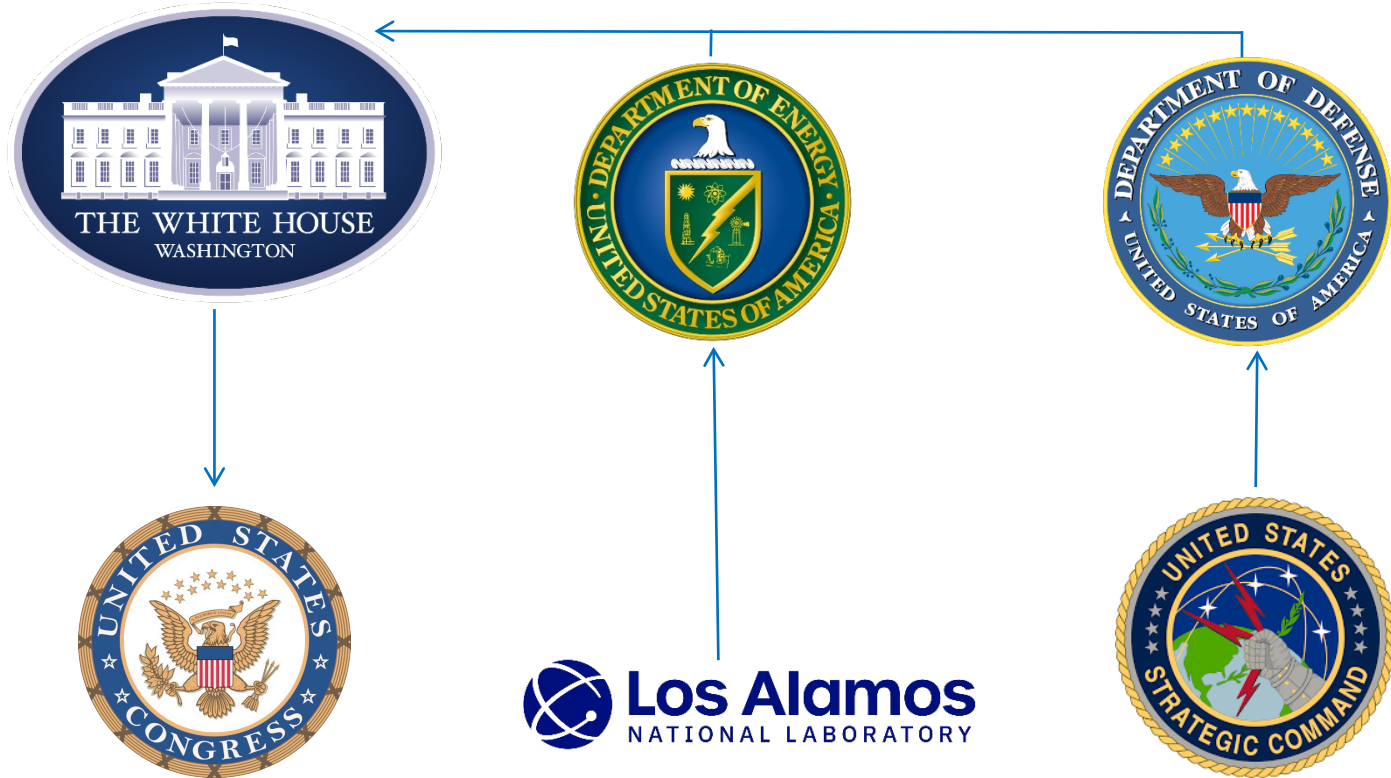 THE WHITE HOUSE
WASHINGTON
DEPARTMENT OF ENERGY
UNITED STATES OF AMERICA
DEPARTMENT OF DEFENSE
UNITED STATES OF AMERICA
UNITED STATES
CONGRESS
Los Alamos
NATIONAL LABORATORY
UNITED STATES
STRATEGIC COMMAND